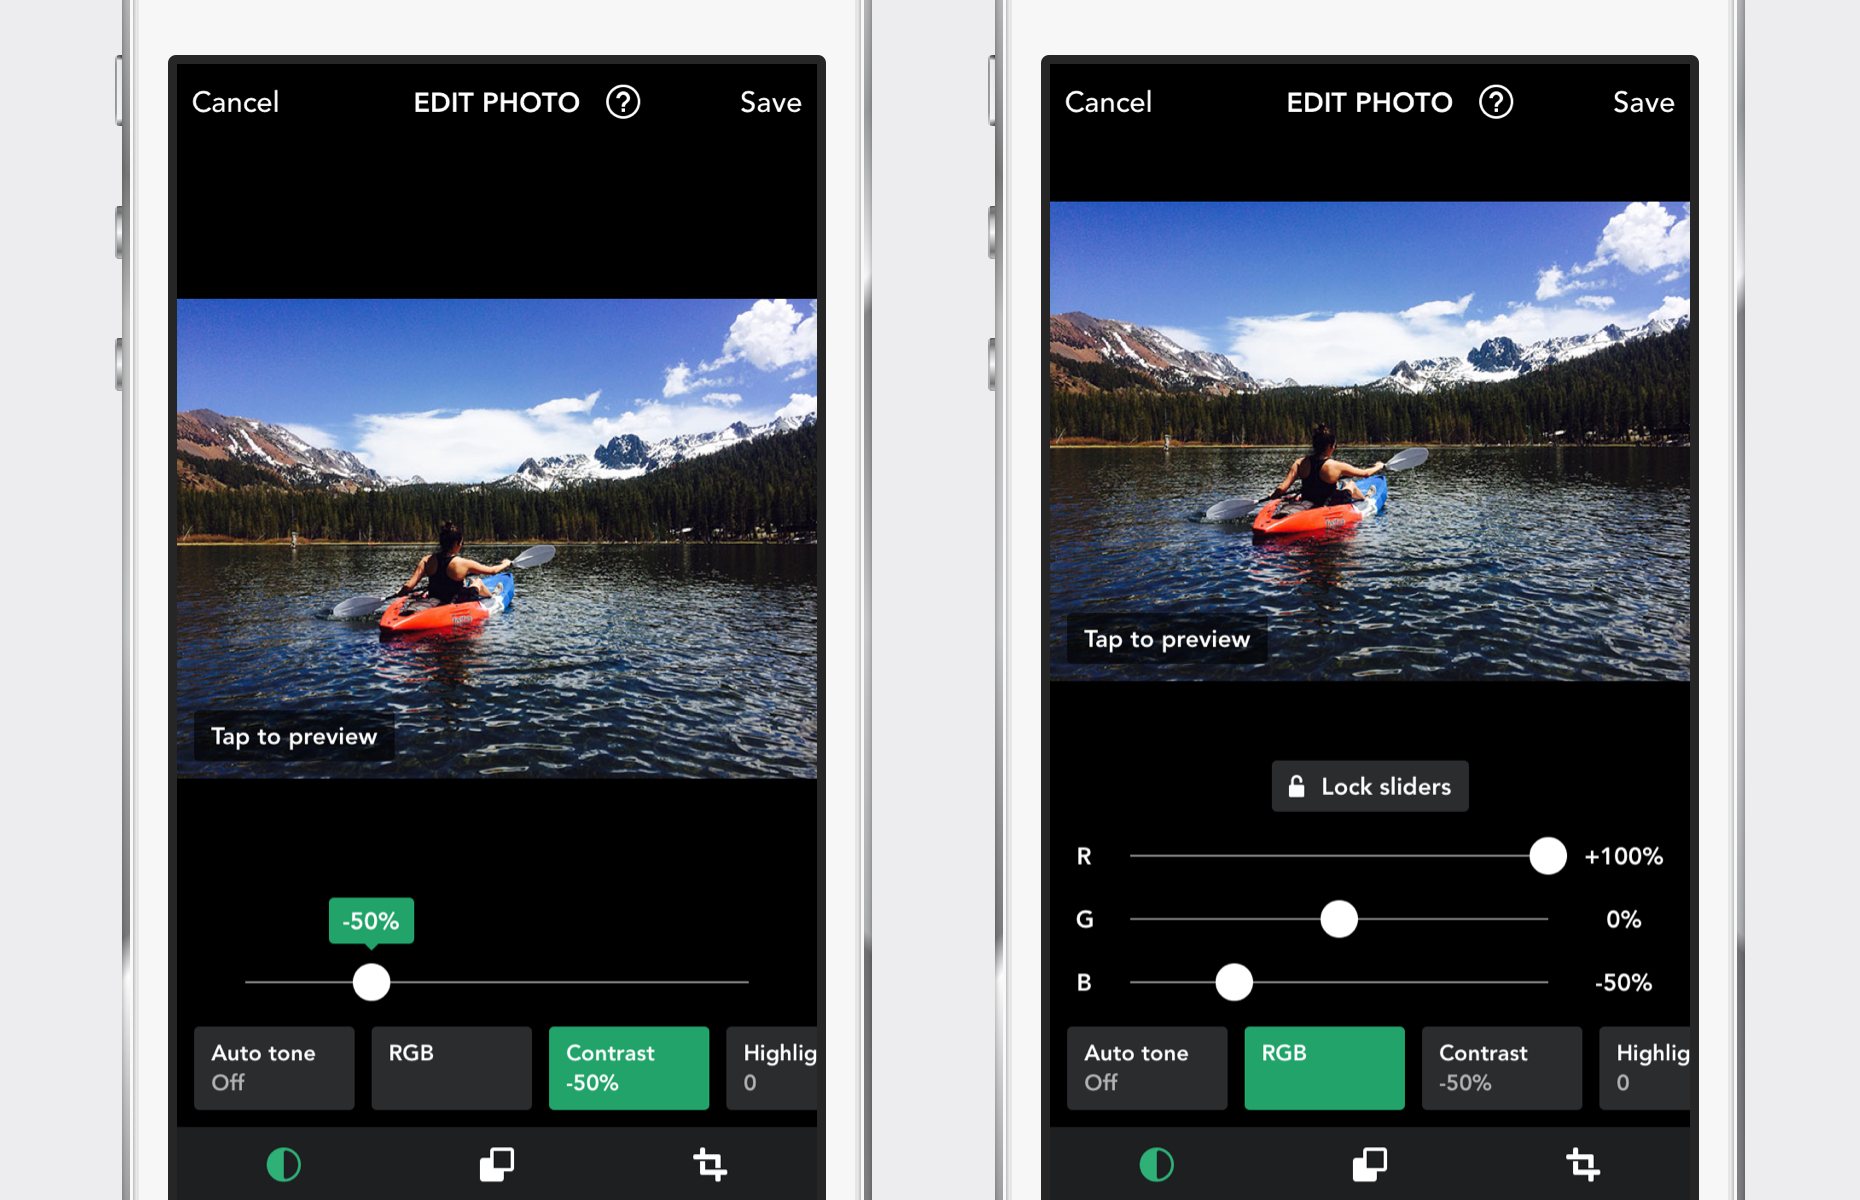 Cancel EDIT PHOTO ? Save
Tap to preview
-50%
Auto tone RGB Contrast Highlig
Off -50% 0
Cancel EDIT PHOTO ? Save
Tap to preview
Lock sliders
R +100%
G 0%
B -50%
Auto tone RGB Contrast Highlig
Off -50% 0